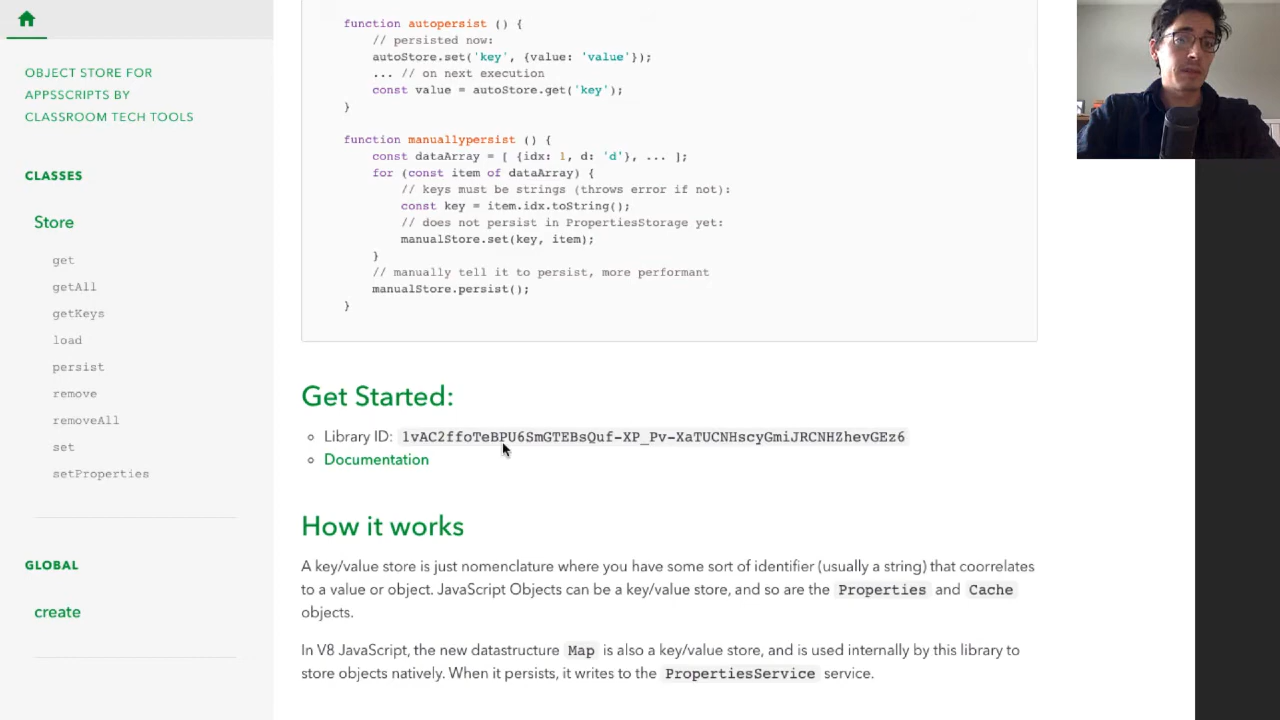 OBJECT STORE FOR
APPSSCRIPTS BY
CLASSROOM TECH TOOLS
CLASSES
Store
get
getAll
getKeys
load
persist
remove
removeAll
set
setProperties
GLOBAL
create
function autopersist () {
// persisted now:
autoStore.set('key', {value: 'value'});
... // on next execution
const value = autoStore.get('key');
}
function manuallypersist () {
const dataArray = [ {idx: 1, d: 'd'}, ... ];
for (const item of dataArray) {
// keys must be strings (throws error if not):
const key = item.idx.toString();
// does not persist in PropertiesStorage yet:
manualStore.set(key, item);
}
// manually tell it to persist, more performant
manualStore.persist();
}
Get Started:
Library ID: 1vAC2ffoTeBPU6SmGTEBsQuf-XP_Pv-XaTUCNHscyGmiJRCNHZhevGEz6
Documentation
How it works
A key/value store is just nomenclature where you have some sort of identifier (usually a string) that coorrelates
to a value or object. JavaScript Objects can be a key/value store, and so are the Properties and Cache
objects.
In V8 JavaScript, the new datastructure Map is also a key/value store, and is used internally by this library to
store objects natively. When it persists, it writes to the PropertiesService service.